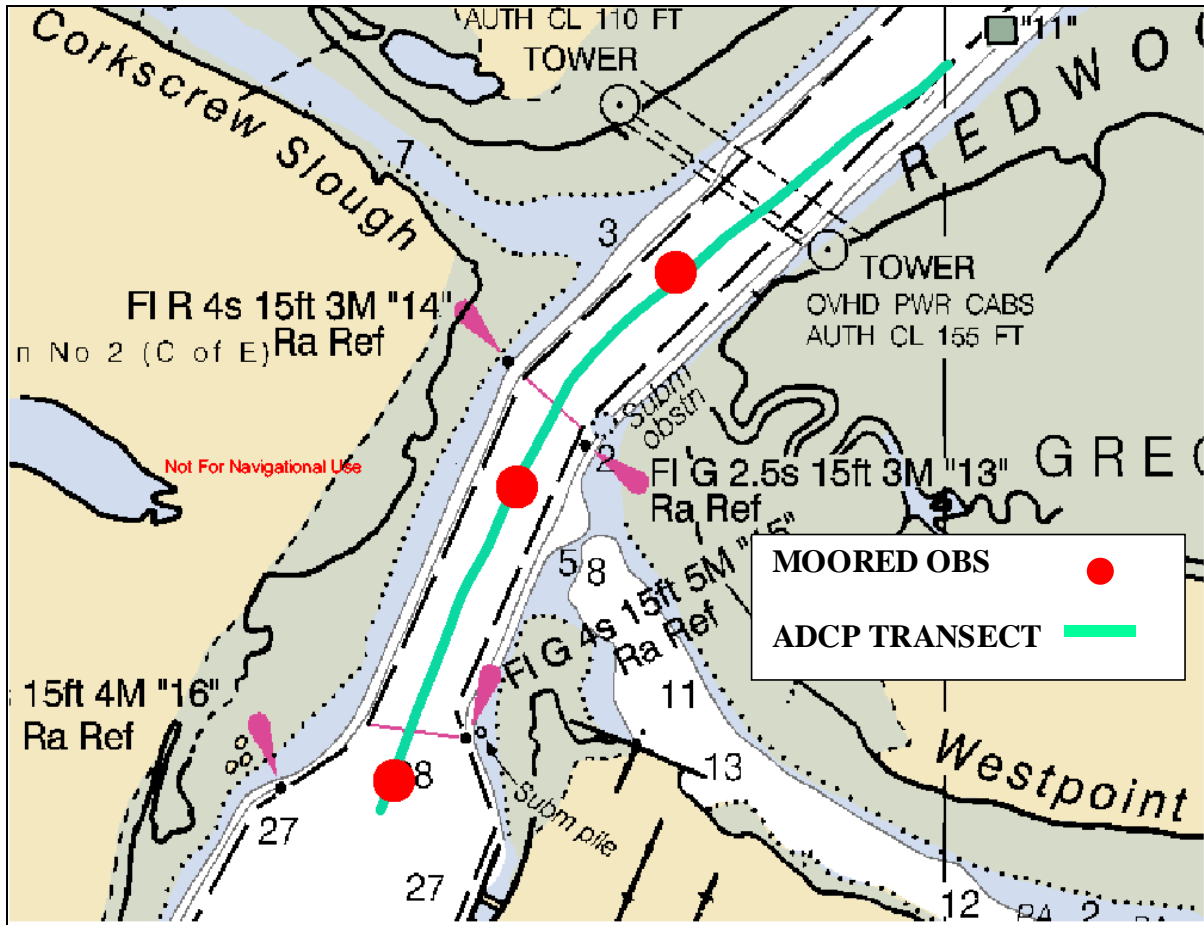 AUTH CL 110 FT
TOWER
"11"
Corkscrew Slough
REDWO
7
3
TOWER
OVHD PWR CABS
AUTH CL 155 FT
Fl R 4s 15ft 3M "14"
Ra Ref
n No 2 (C of E)
Subm
obstn
2
Not For Navigational Use
Fl G 2.5s 15ft 3M "13"
Ra Ref
GREC
5
8
Fl G 4s 15ft 5M "15"
Ra Ref
MOORED OBS
ADCP TRANSECT
15ft 4M "16"
Ra Ref
11
13
Westpoint
8
Subm pile
27
27
12
2